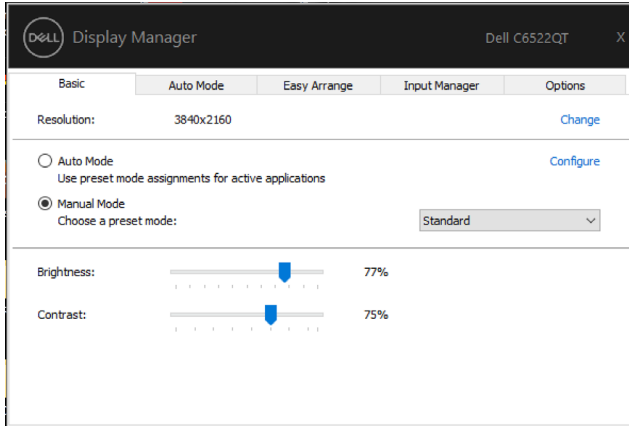 DELL Display Manager Dell C6522QT X
Basic Auto Mode Easy Arrange Input Manager Options
Resolution: 3840x2160 Change
Auto Mode Configure
Use preset mode assignments for active applications
Manual Mode
Choose a preset mode: Standard
Brightness: 77%
Contrast: 75%